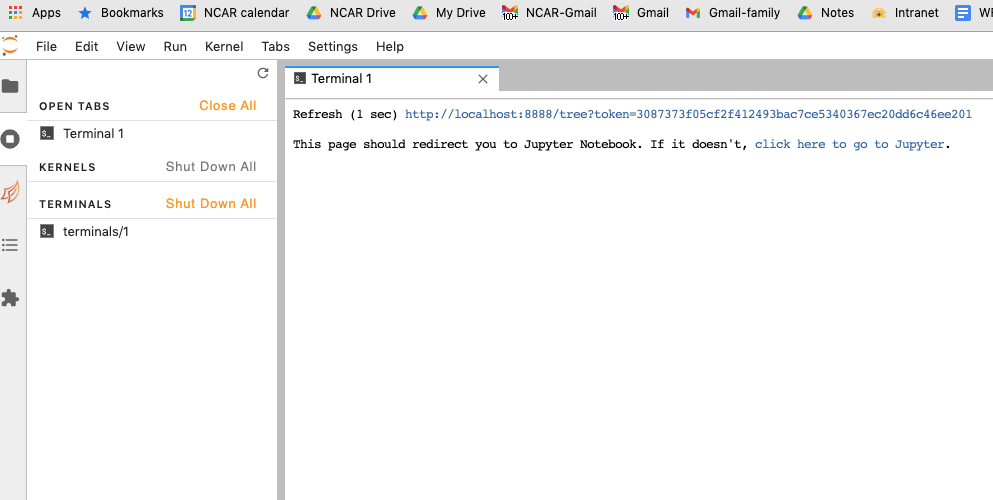 Apps Bookmarks 12 NCAR calendar NCAR Drive My Drive 100+ NCAR-Gmail 100+ Gmail Gmail-family Notes Intranet
File Edit View Run Kernel Tabs Settings Help
$_ Terminal 1
OPEN TABS Close All
Refresh (1 sec) http://localhost:8888/tree?token=3087373f05cf2f412493bac7ce5340367ec20dd6c46ee201
$_ Terminal 1
This page should redirect you to Jupyter Notebook. If it doesn't, click here to go to Jupyter.
KERNELS Shut Down All
TERMINALS Shut Down All
$_ terminals/1